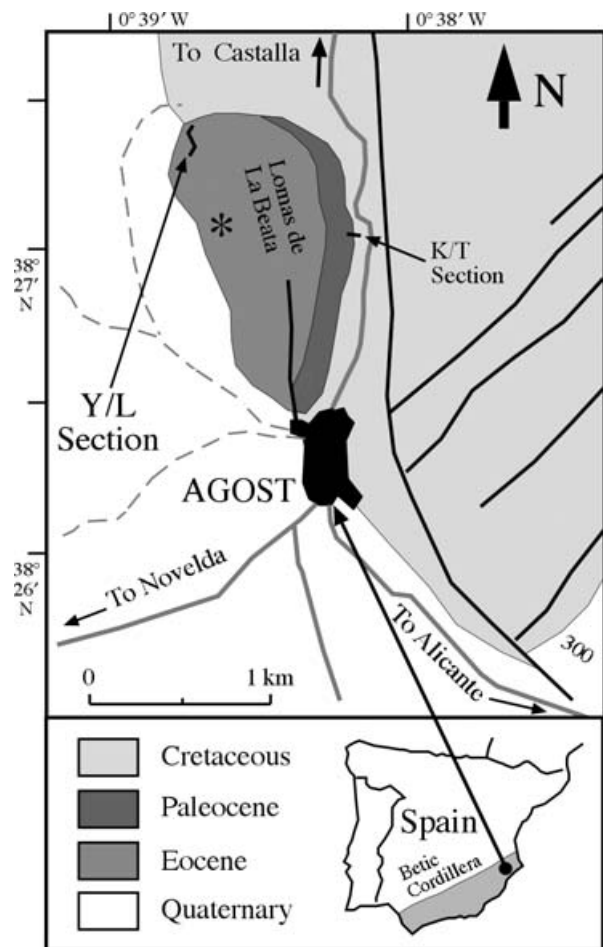 0° 39′ W
0° 38′ W
To Castalla
N
Lomas de
La Beata
*
K/T
Section
38°
27′
N
Y/L
Section
AGOST
38°
26′
N
To Novelda
To Alicante
300
0
1 km
Cretaceous
Paleocene
Eocene
Quaternary
Spain
Betic
Cordillera